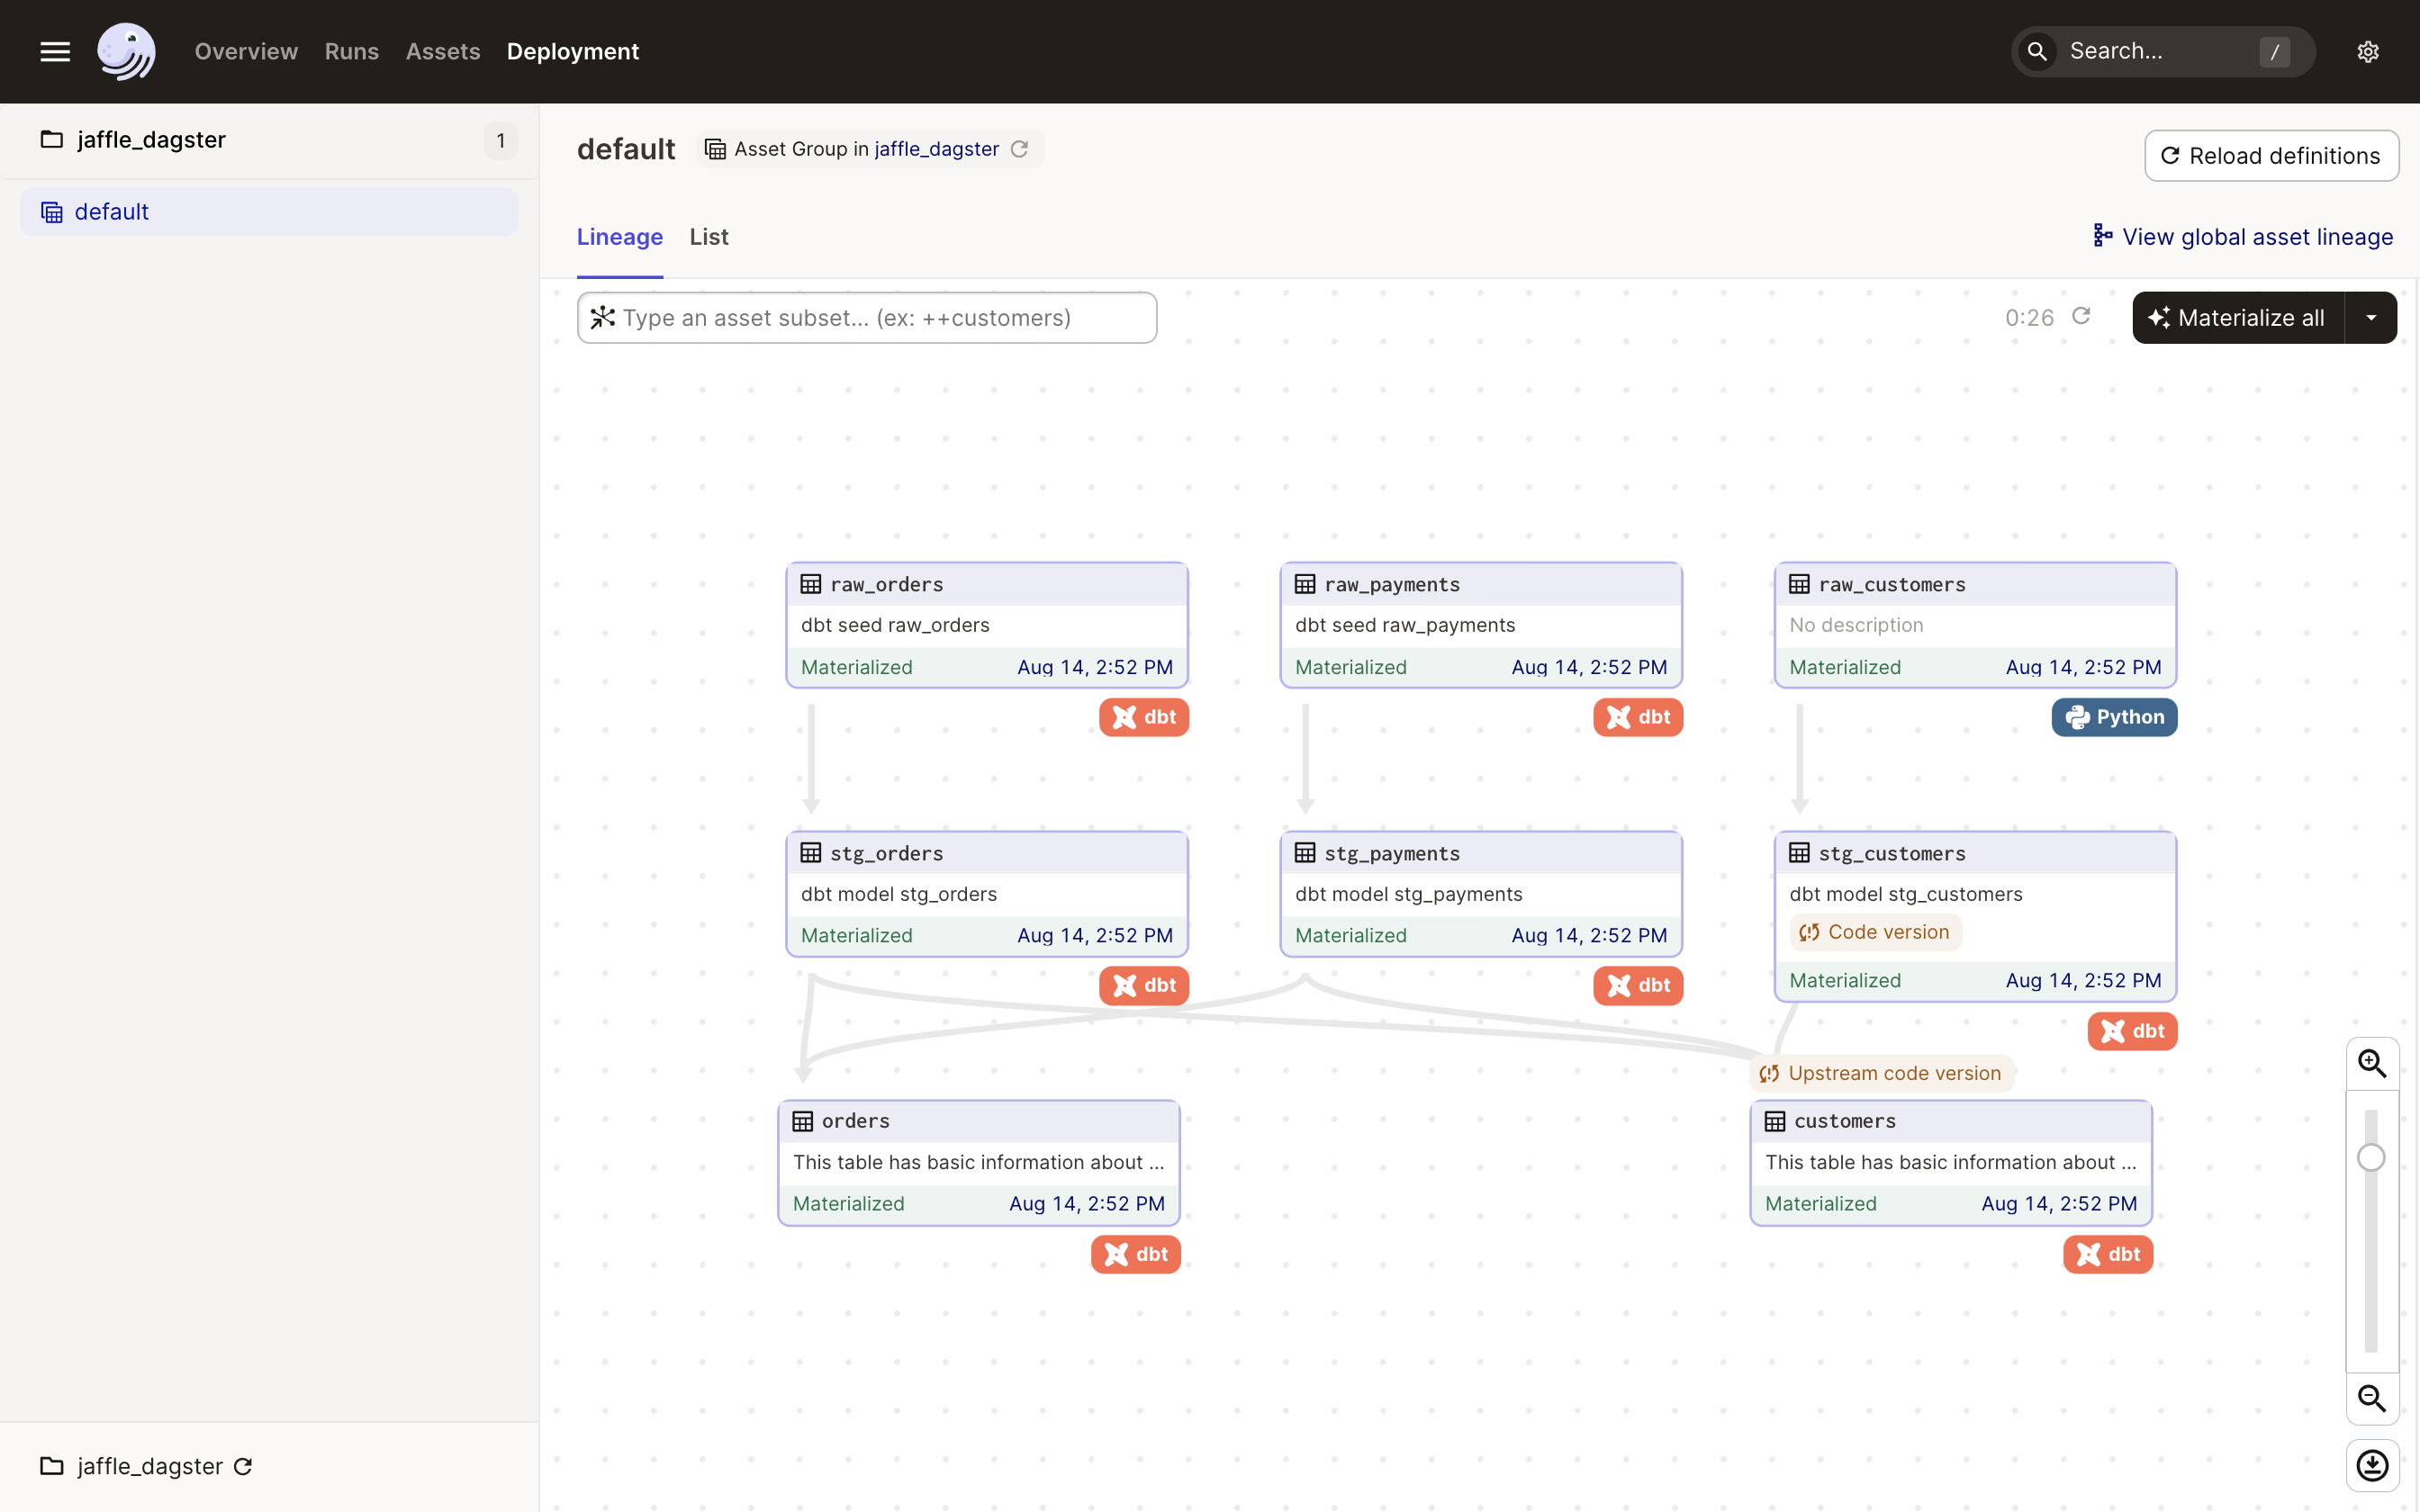 Overview Runs Assets Deployment
Search... /
jaffle_dagster 1
default
default Asset Group in jaffle_dagster
Reload definitions
Lineage List
View global asset lineage
Type an asset subset... (ex: ++customers)
0:26
Materialize all
raw_orders
dbt seed raw_orders
Materialized Aug 14, 2:52 PM
dbt
raw_payments
dbt seed raw_payments
Materialized Aug 14, 2:52 PM
dbt
raw_customers
No description
Materialized Aug 14, 2:52 PM
Python
stg_orders
dbt model stg_orders
Materialized Aug 14, 2:52 PM
dbt
stg_payments
dbt model stg_payments
Materialized Aug 14, 2:52 PM
dbt
stg_customers
dbt model stg_customers
Code version
Materialized Aug 14, 2:52 PM
dbt
orders
This table has basic information about ...
Materialized Aug 14, 2:52 PM
dbt
Upstream code version
customers
This table has basic information about ...
Materialized Aug 14, 2:52 PM
dbt
jaffle_dagster